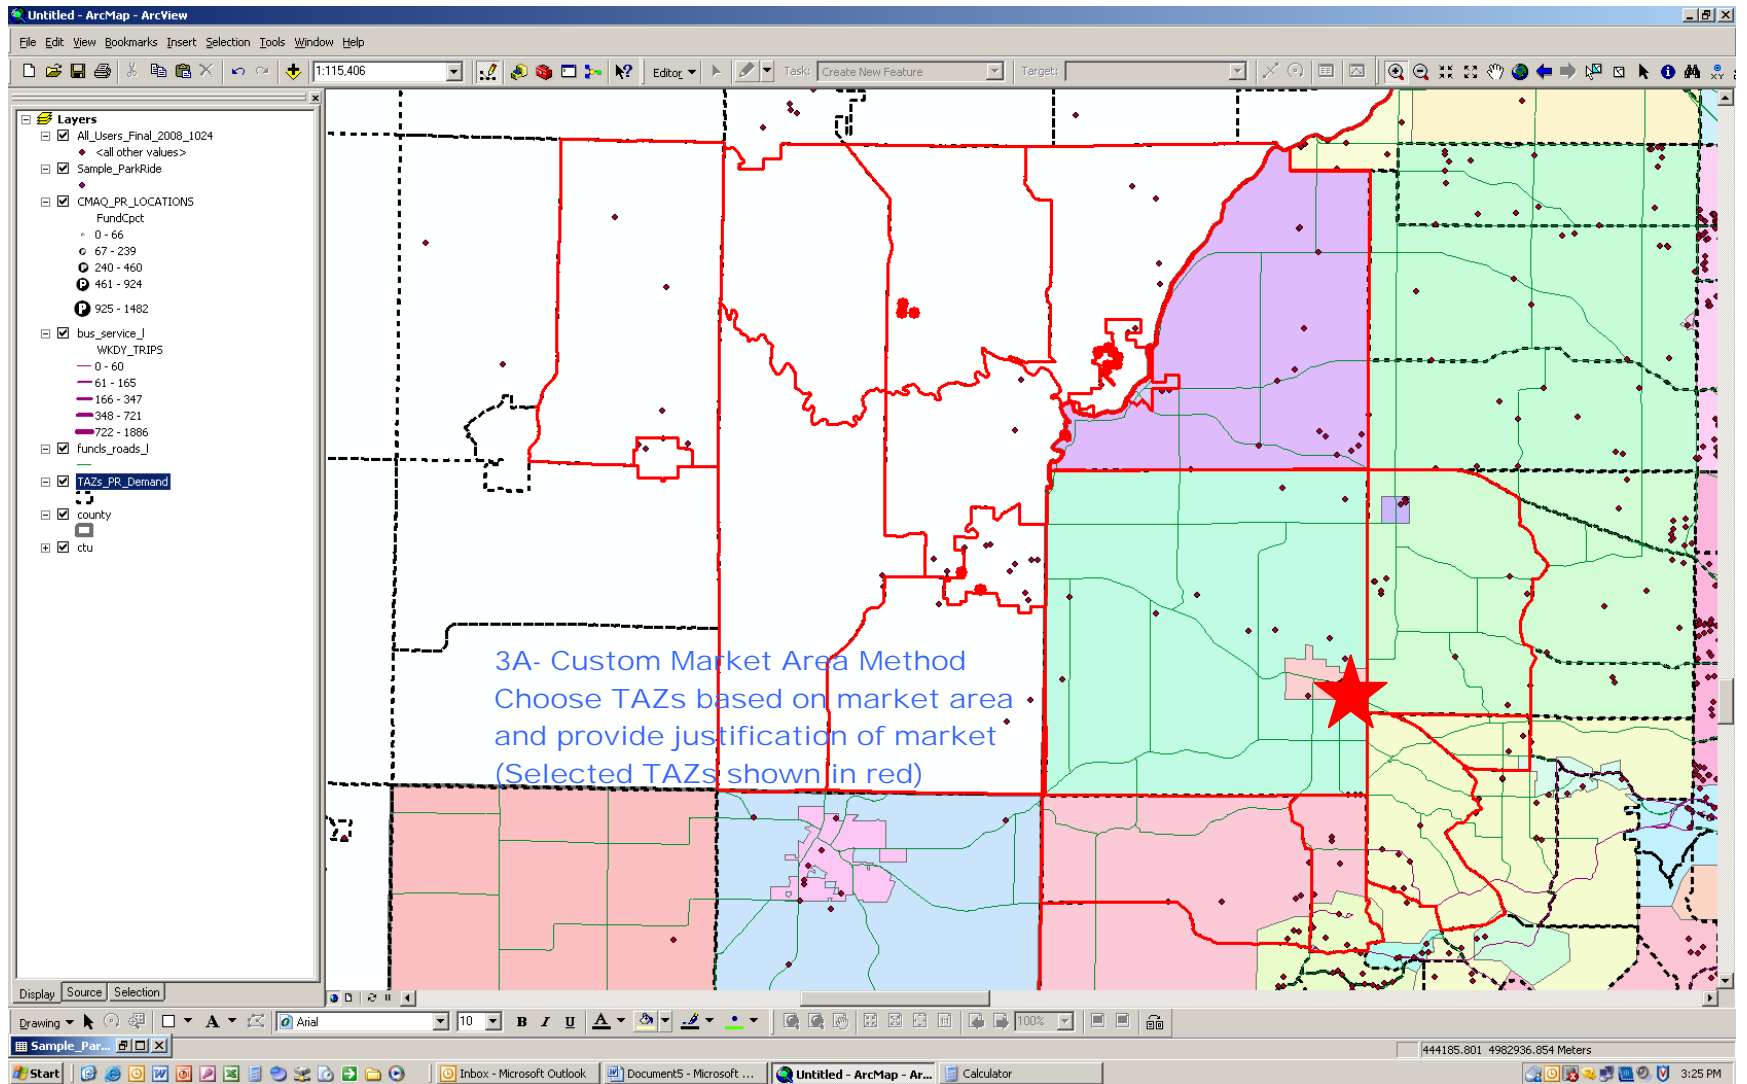 Untitled - ArcMap - ArcView
File Edit View Bookmarks Insert Selection Tools Window Help
1:115,406
Editor
Task:
Create New Feature
Target:
Layers
All_Users_Final_2008_1024
<all other values>
Sample_ParkRide
CMAQ_PR_LOCATIONS
FundCpct
0 - 66
67 - 239
240 - 460
461 - 924
925 - 1482
bus_service_l
WKDY_TRIPS
0 - 60
61 - 165
166 - 347
348 - 721
722 - 1886
funcls_roads_l
TAZs_PR_Demand
county
ctu
3A- Custom Market Area Method
Choose TAZs based on market area
and provide justification of market
(Selected TAZs shown in red)
Display Source Selection
Drawing
A
Arial
10
B I U A
100%
Sample_Par...
444185.801 4982936.854 Meters
Start
Inbox - Microsoft Outlook
Document5 - Microsoft ...
Untitled - ArcMap - Ar...
Calculator
3:25 PM